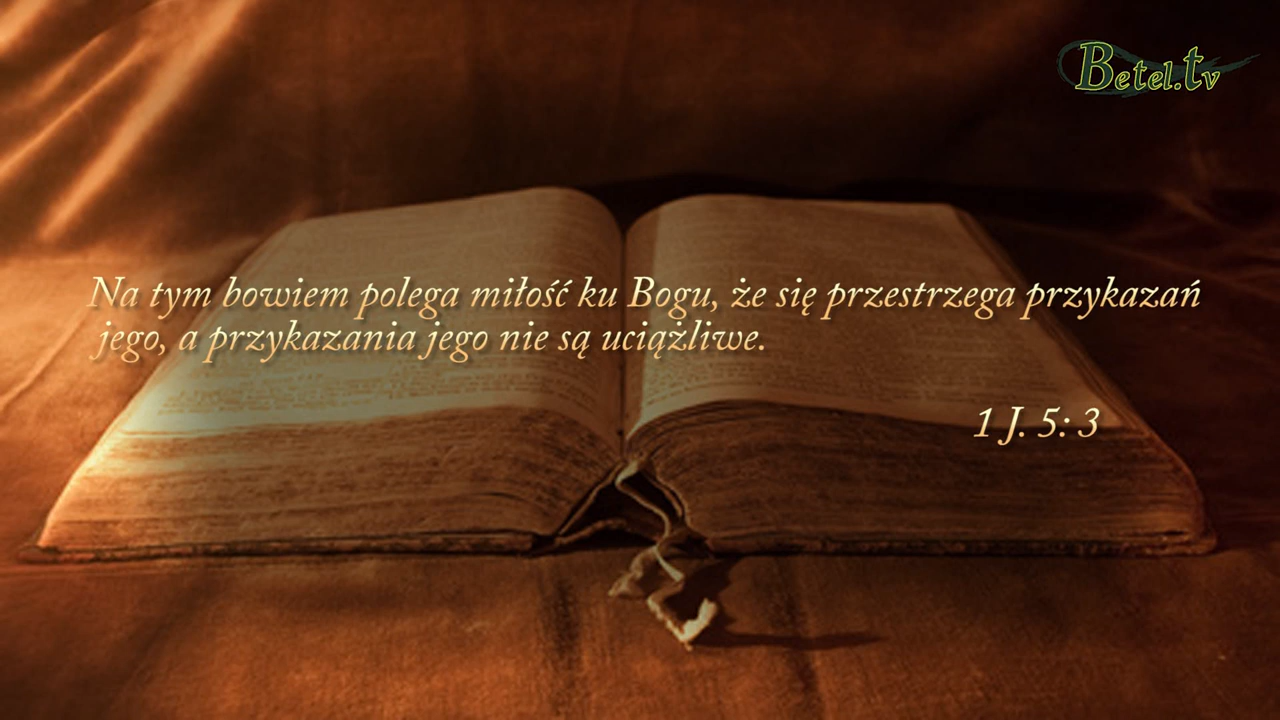 Betel.tv
Na tym bowiem polega miłość ku Bogu, że się przestrzega przykazań
jego, a przykazania jego nie są uciążliwe.
1 J. 5: 3